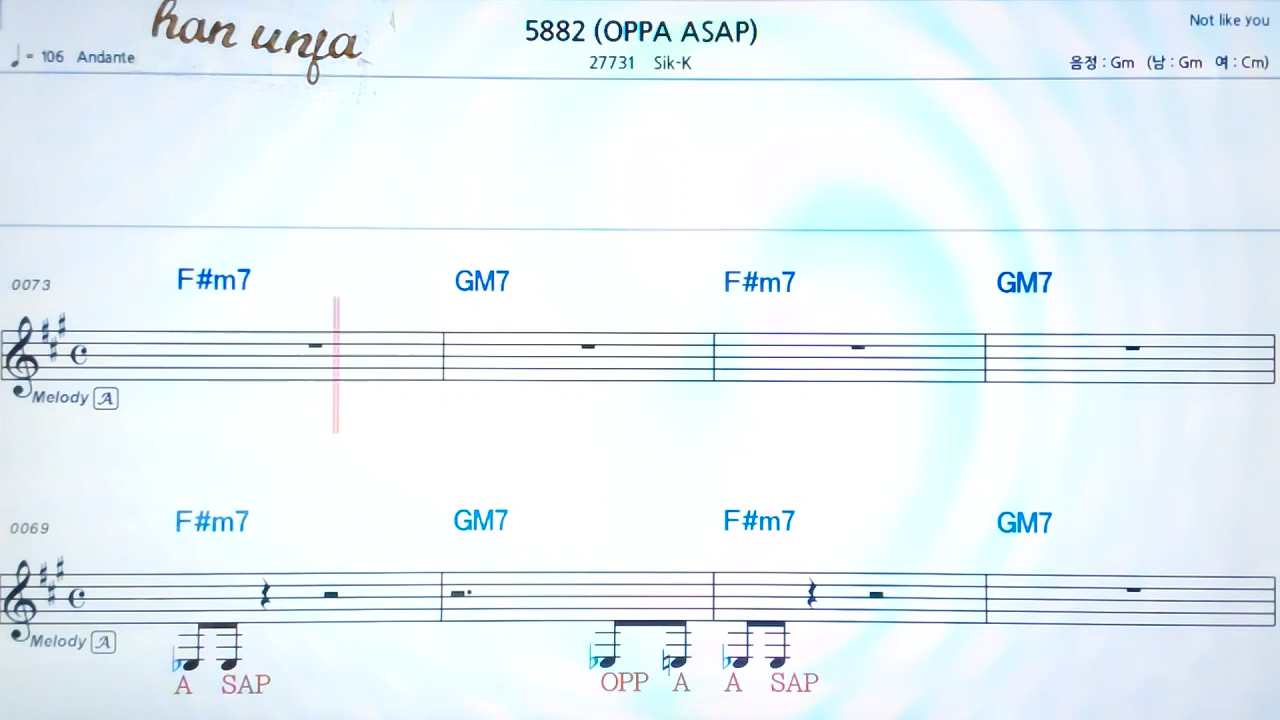 han unfa
5882 (OPPA ASAP)
Not like you
= 106 Andante
27731 Sik-K
음정 : Gm (남 : Gm 여 : Cm)
0073 F#m7 GM7 F#m7 GM7
Melody A
0069 F#m7 GM7 F#m7 GM7
Melody A
A SAP OPP A A SAP